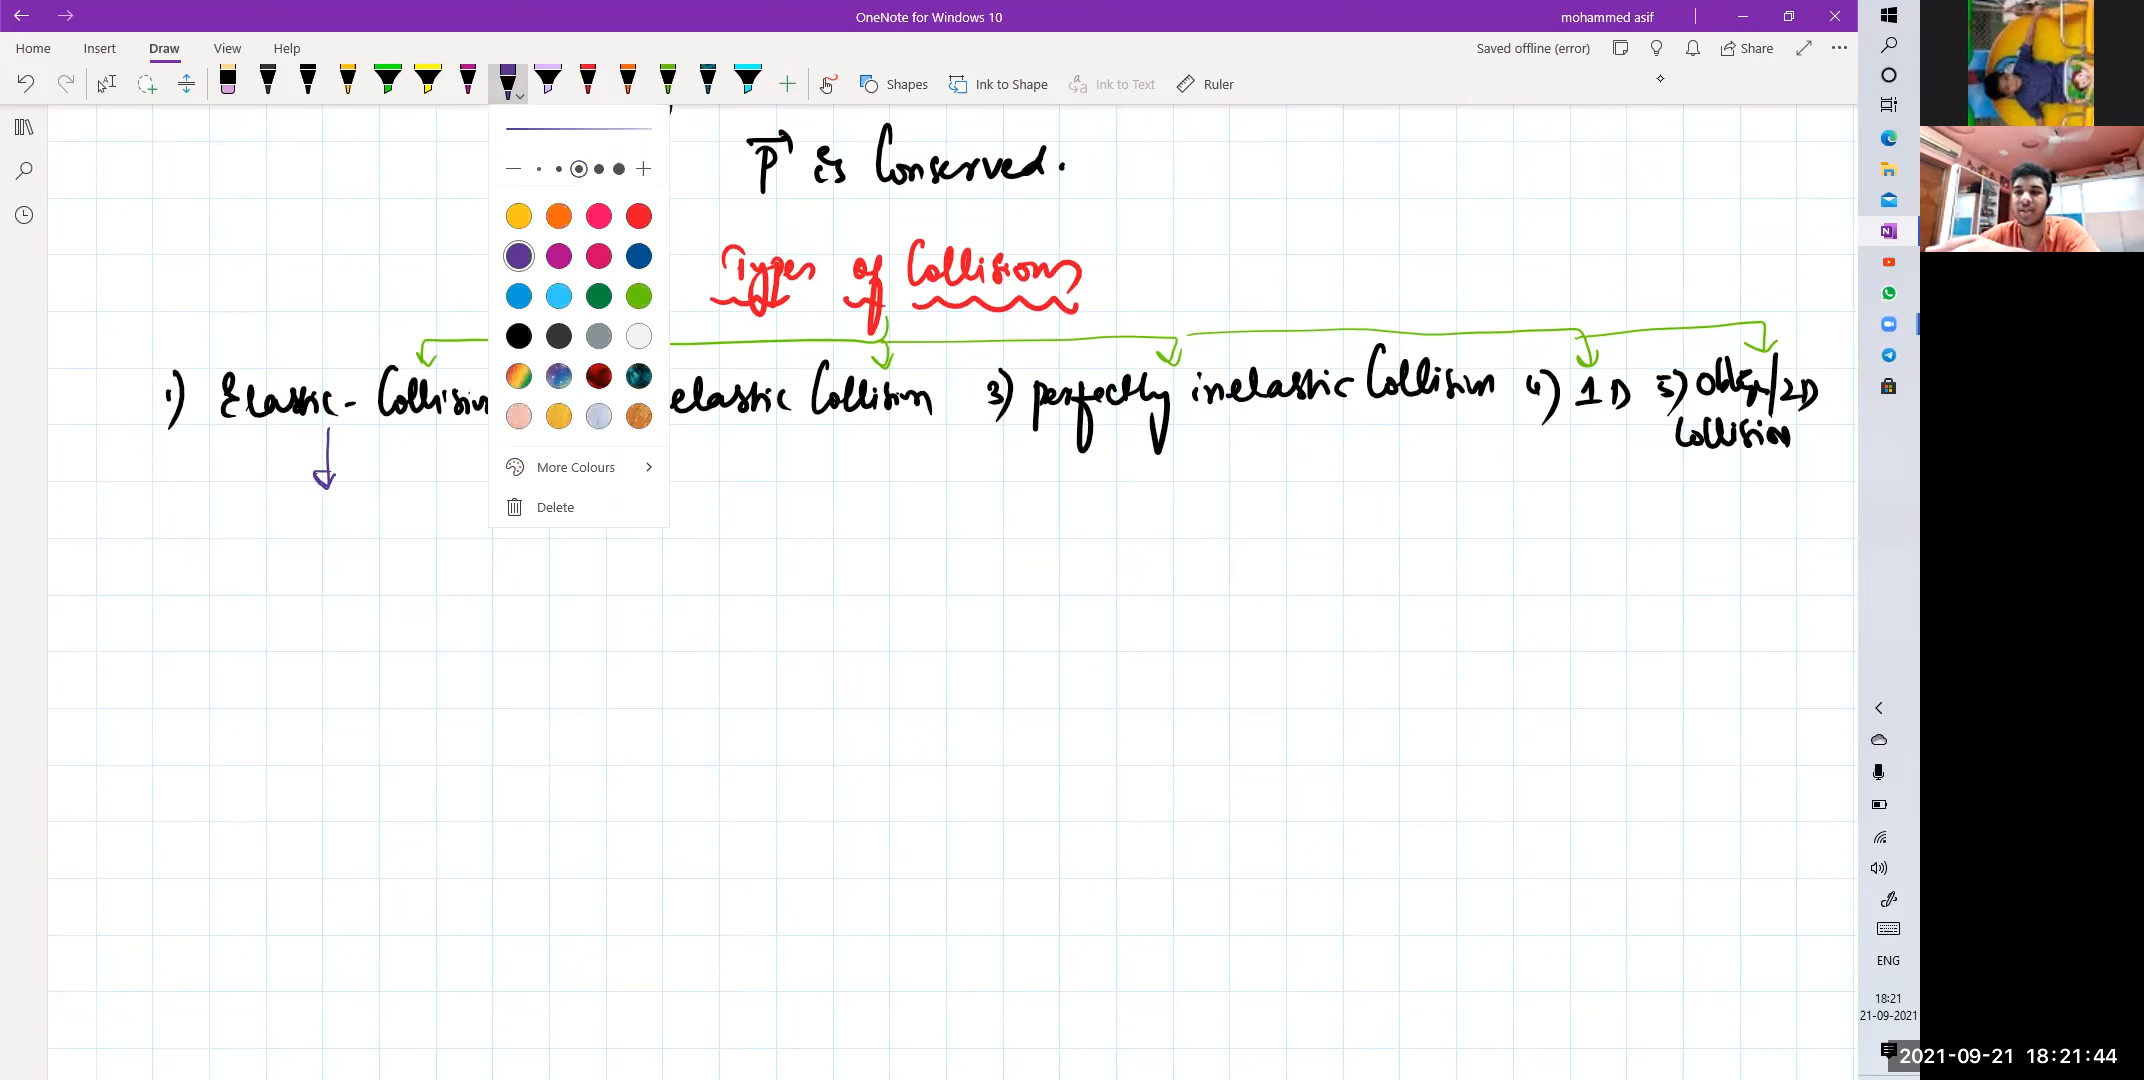 OneNote for Windows 10
mohammed asif
Home Insert Draw View Help
Saved offline (error) Share
Shapes Ink to Shape Ink to Text Ruler
P is Conserved.
Types of Collisions
1) Elastic - Collision elastic Collision 3) perfectly inelastic Collision 4) 1D 5) /2D
Collision
More Colours
Delete
ENG
18:21
21-09-2021
2021-09-21 18:21:44